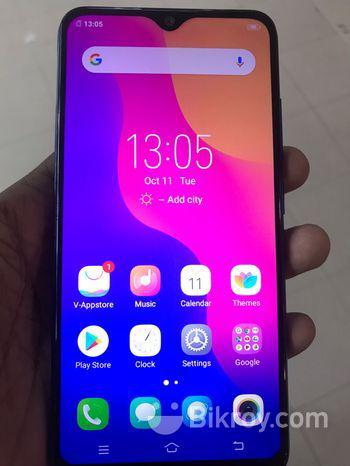 13:05
13:05
Oct 11 Tue
Add city
1
V-Appstore Music 11 Calendar Themes
Play Store Clock Settings Google
Bikroy.com